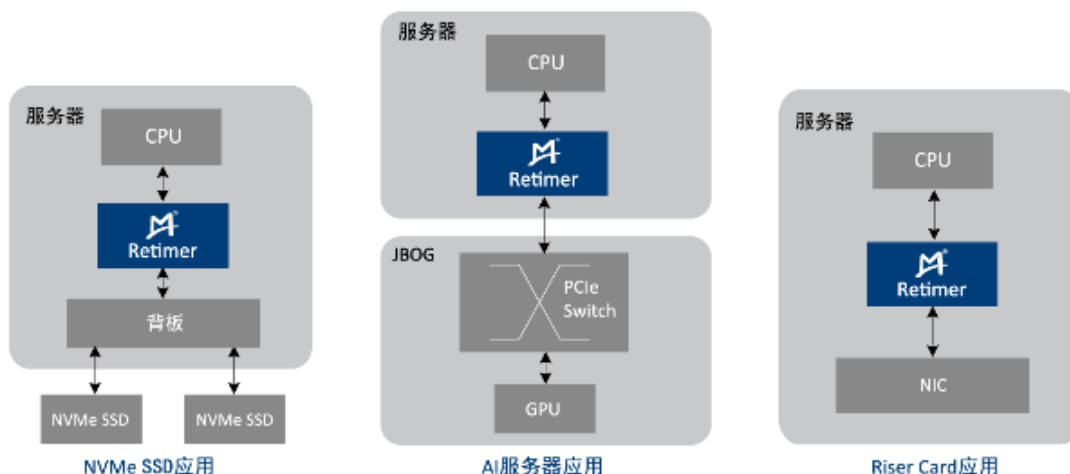 服务器
CPU
Retimer
背板
NVMe SSD
NVMe SSD
NVMe SSD应用
服务器
CPU
Retimer
JBOG
PCIe
Switch
GPU
AI服务器应用
服务器
CPU
Retimer
NIC
Riser Card应用